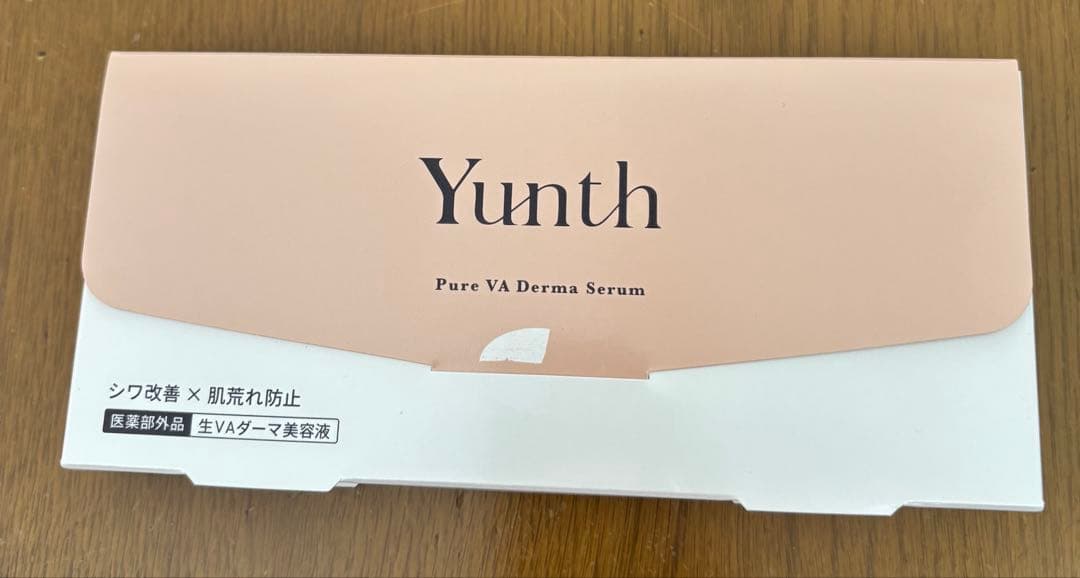 Yunth
Pure VA Derma Serum
シワ改善×肌荒れ防止
医薬部外品 生VAダーマ美容液